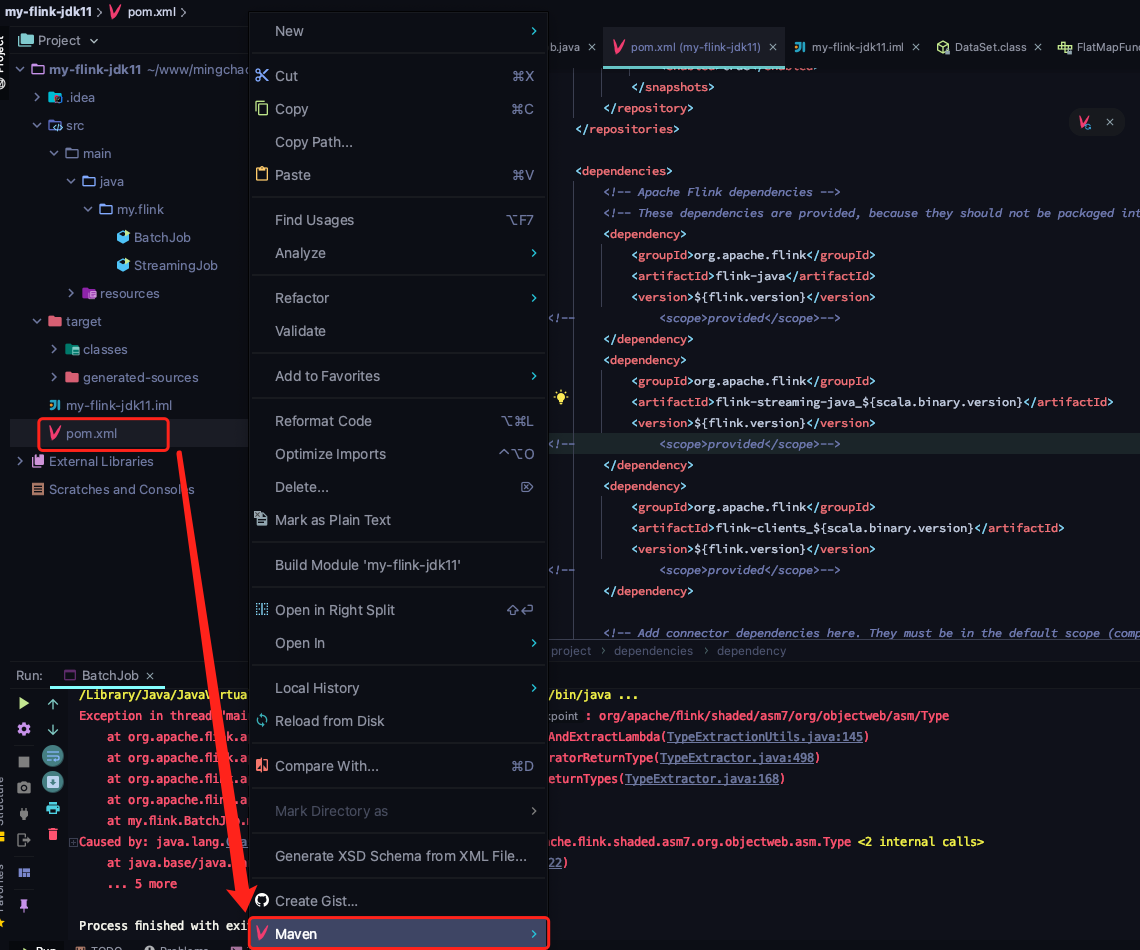 my-flink-jdk11 pom.xml
Project
my-flink-jdk11 ~/www/mingchao
.idea
src
main
java
my.flink
BatchJob
StreamingJob
resources
target
classes
generated-sources
my-flink-jdk11.iml
pom.xml
External Libraries
Scratches and Consoles
New
Cut ⌘X
Copy ⌘C
Copy Path...
Paste ⌘V
Find Usages ⌥F7
Analyze
Refactor
Validate
Add to Favorites
Reformat Code ⌥⌘L
Optimize Imports ^⌥O
Delete... ⌦
Mark as Plain Text
Build Module 'my-flink-jdk11'
Open in Right Split ⇧⏎
Open In
Local History
Reload from Disk
Compare With... ⌘D
Mark Directory as
Generate XSD Schema from XML File...
Create Gist...
Maven
b.java pom.xml (my-flink-jdk11) my-flink-jdk11.iml DataSet.class FlatMapFun
</snapshots>
</repository>
</repositories>
<dependencies>
<!-- Apache Flink dependencies -->
<!-- These dependencies are provided, because they should not be packaged int
<dependency>
<groupId>org.apache.flink</groupId>
<artifactId>flink-java</artifactId>
<version>${flink.version}</version>
<!-- <scope>provided</scope>-->
</dependency>
<dependency>
<groupId>org.apache.flink</groupId>
<artifactId>flink-streaming-java_${scala.binary.version}</artifactId>
<version>${flink.version}</version>
<!-- <scope>provided</scope>-->
</dependency>
<dependency>
<groupId>org.apache.flink</groupId>
<artifactId>flink-clients_${scala.binary.version}</artifactId>
<version>${flink.version}</version>
<!-- <scope>provided</scope>-->
</dependency>
<!-- Add connector dependencies here. They must be in the default scope (comp
project › dependencies › dependency
Run: BatchJob
/Library/Java/JavaVirtua /bin/java ...
Exception in thread "mai kpoint : org/apache/flink/shaded/asm7/org/objectweb/asm/Type
at org.apache.flink.a AndExtractLambda(TypeExtractionUtils.java:145)
at org.apache.flink.a ratorReturnType(TypeExtractor.java:498)
at org.apache.flink.a eturnTypes(TypeExtractor.java:168)
at org.apache.flink.a
at my.flink.BatchJob.
Caused by: java.lang. che.flink.shaded.asm7.org.objectweb.asm.Type <2 internal calls>
at java.base/java. 22)
... 5 more
Process finished with exi
Run TODO Problems
Project
Structure
Favorites